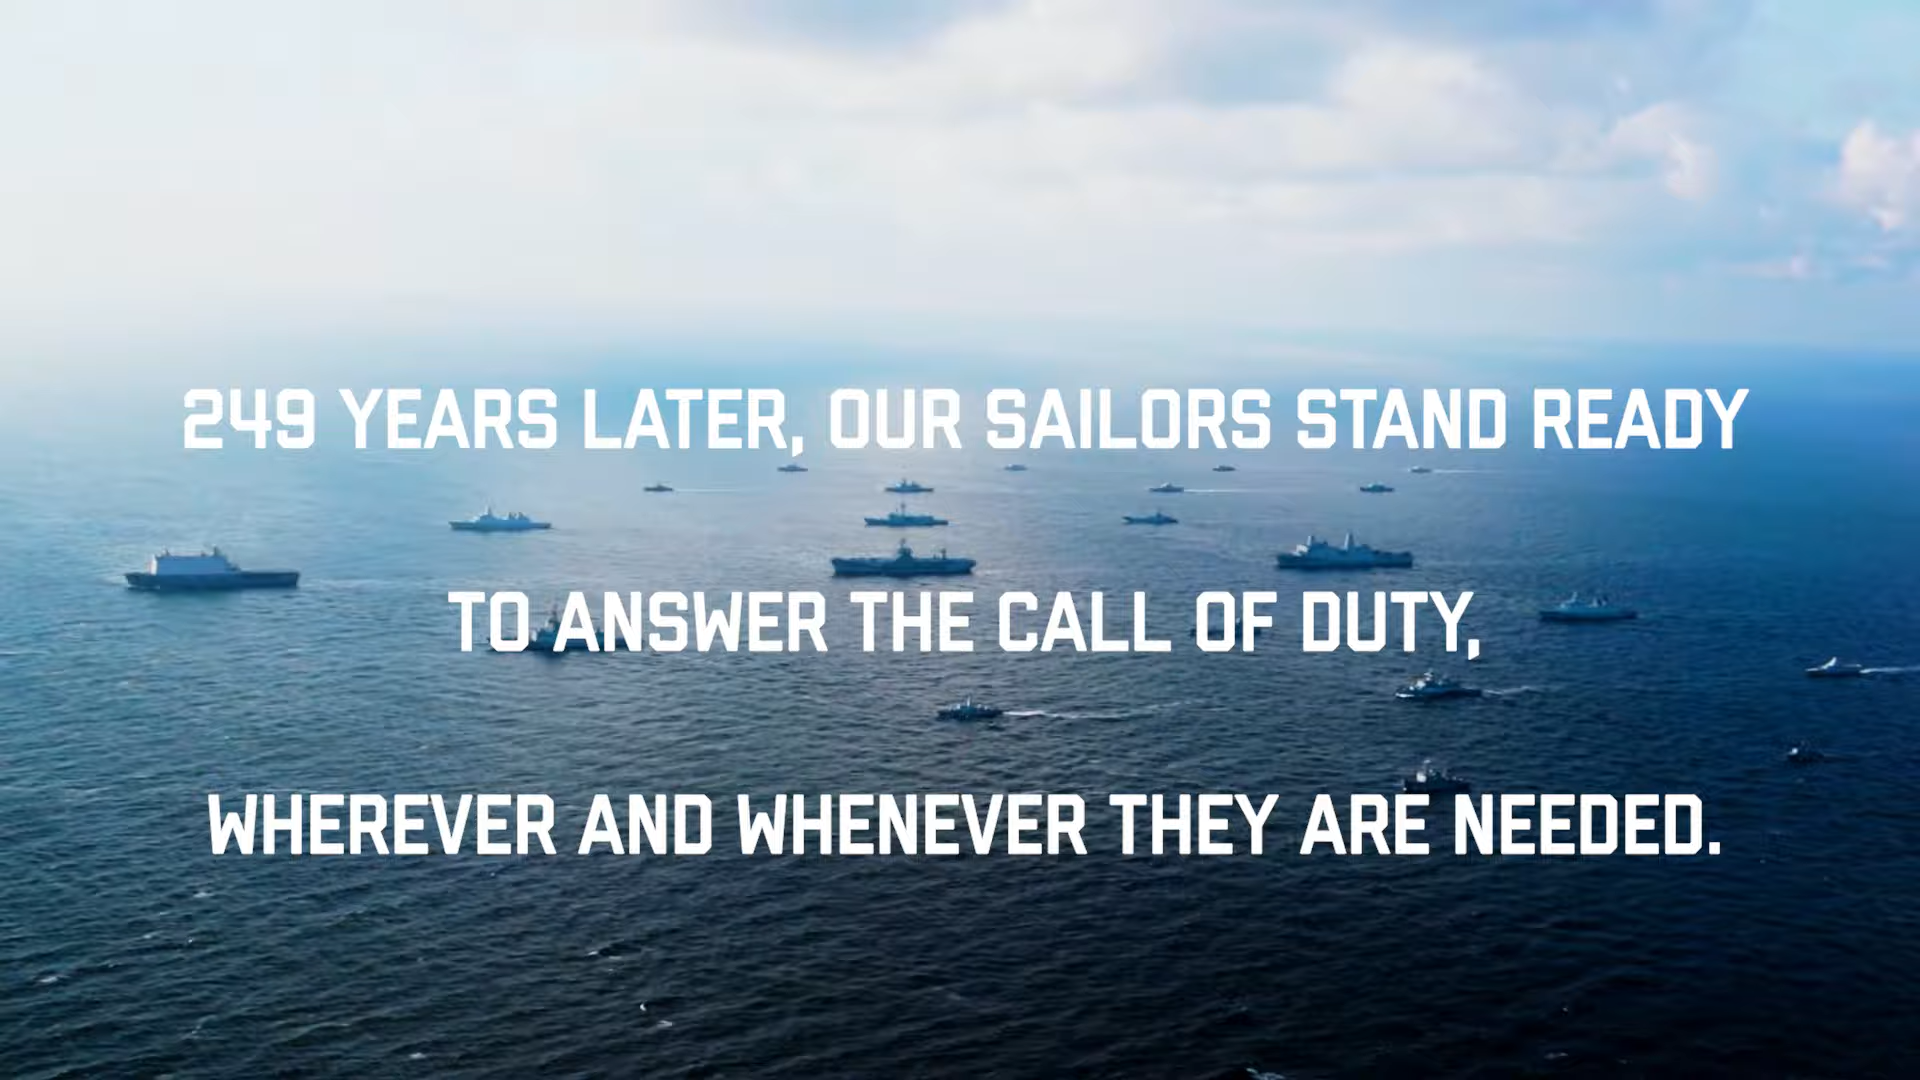 249 YEARS LATER, OUR SAILORS STAND READY
TO ANSWER THE CALL OF DUTY,
WHEREVER AND WHENEVER THEY ARE NEEDED.